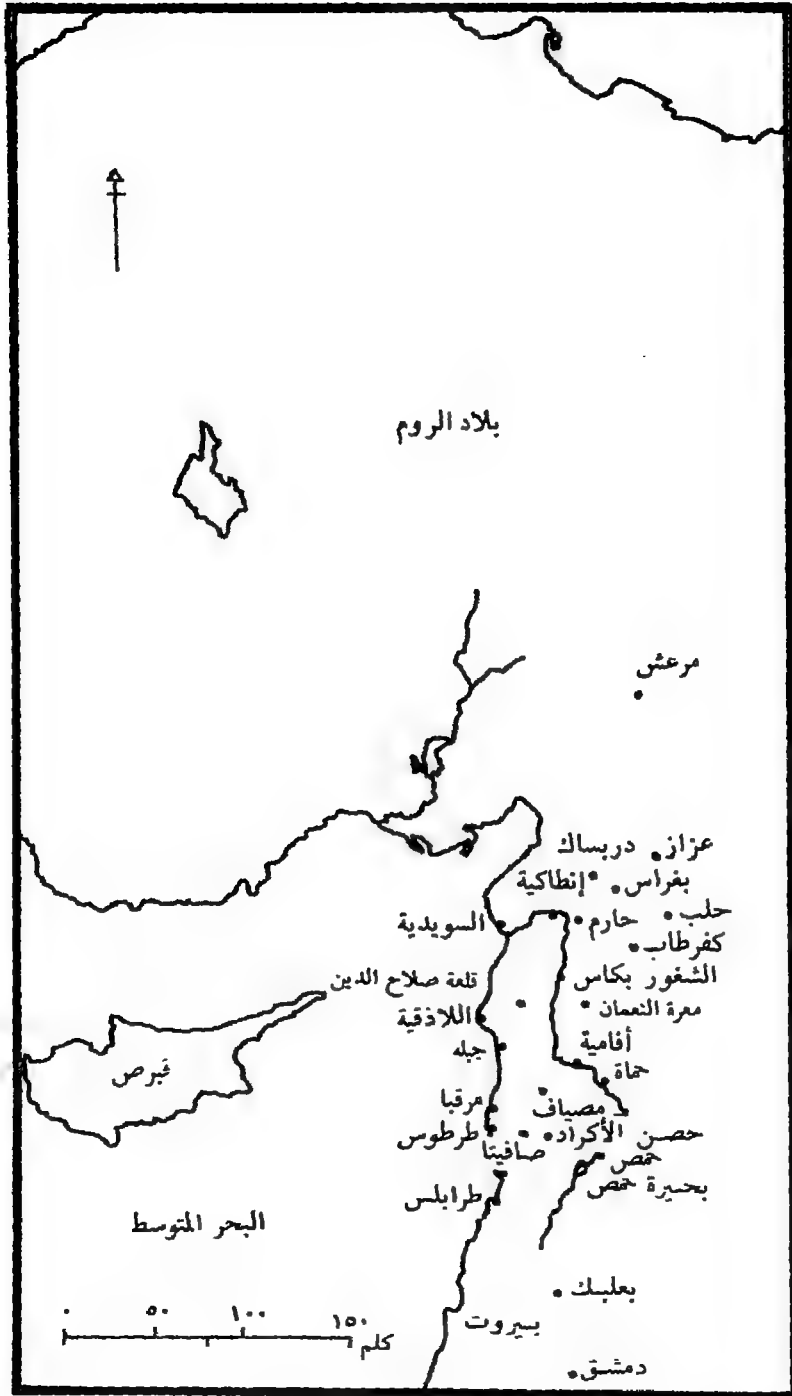 بلاد الروم
مرعش
عزاز
دربساك
إنطاكية
بغراس
السويدية
حارم
حلب
كفرطاب
قلعة صلاح الدين
الشغور بكاس
اللاذقية
معرة النعمان
جبله
أفامية
حماة
قبرص
مرقبا
مصياف
طرطوس
صافيتا
حصن الأكراد
حمص
طرابلس
بحيرة حمص
البحر المتوسط
بعلبك
بيروت
٠ ٥٠ ١٠٠ ١٥٠
كلم
دمشق